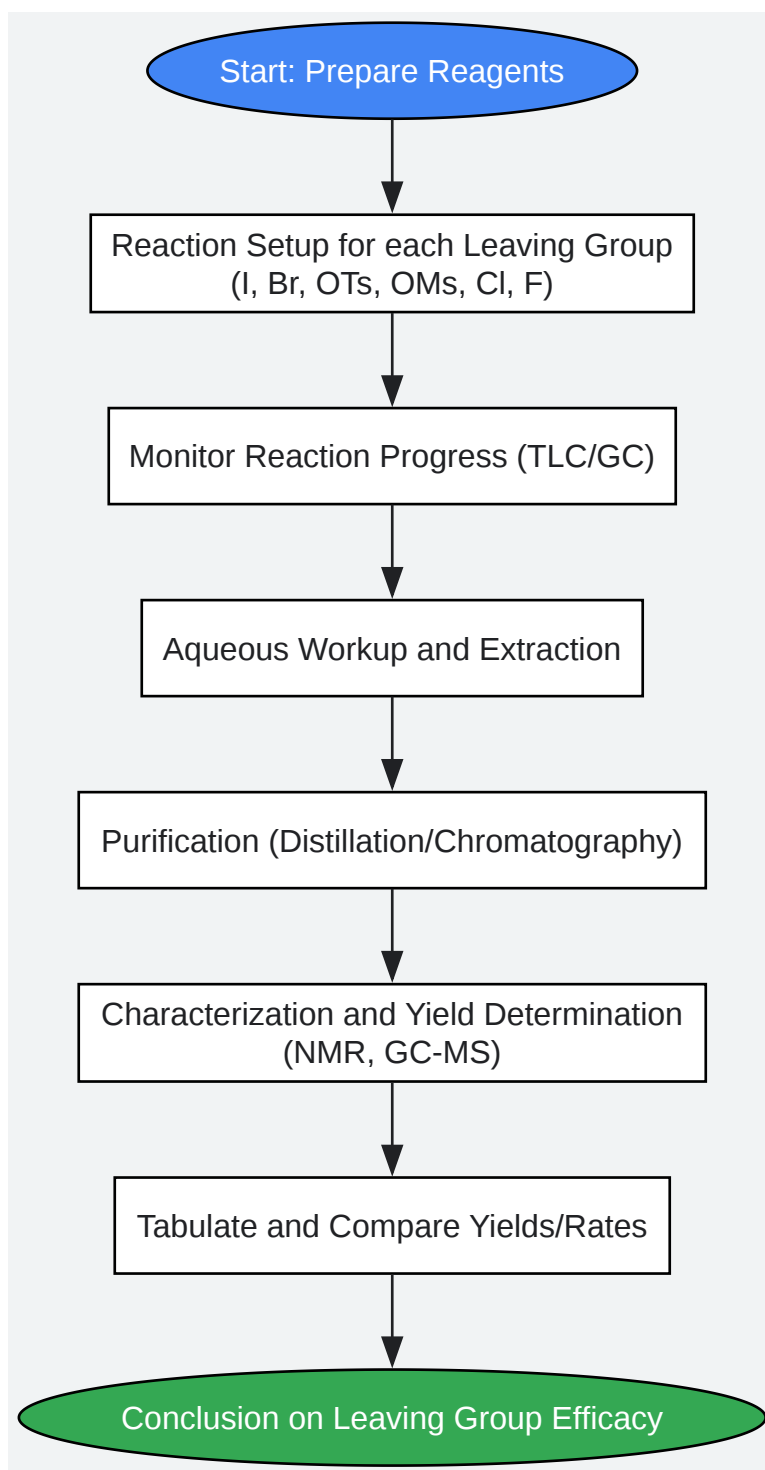 Start: Prepare Reagents
Reaction Setup for each Leaving Group
(I, Br, OTs, OMs, Cl, F)
Monitor Reaction Progress (TLC/GC)
Aqueous Workup and Extraction
Purification (Distillation/Chromatography)
Characterization and Yield Determination
(NMR, GC-MS)
Tabulate and Compare Yields/Rates
Conclusion on Leaving Group Efficacy